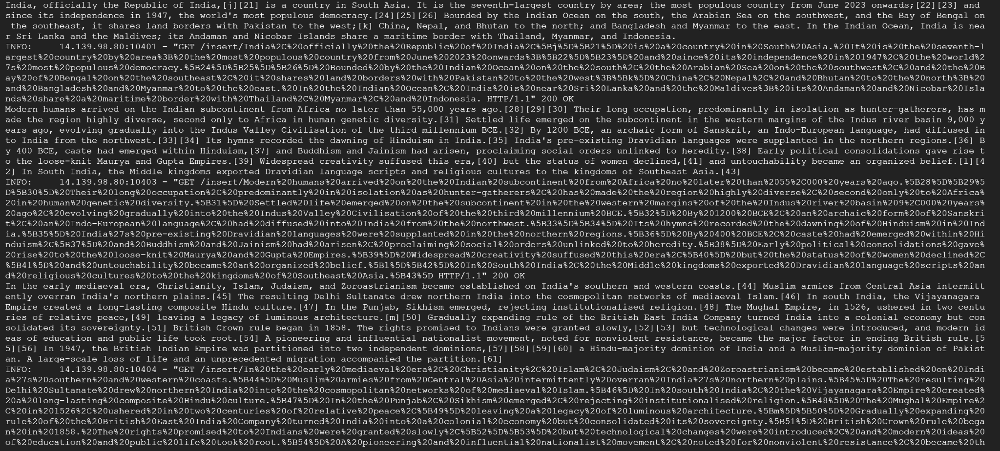 India, officially the Republic of India,[j][21] is a country in South Asia. It is the seventh-largest country by area; the most populous country from June 2023 onwards;[22][23] and
since its independence in 1947, the world's most populous democracy.[24][25][26] Bounded by the Indian Ocean on the south, the Arabian Sea on the southwest, and the Bay of Bengal on
 the southeast, it shares land borders with Pakistan to the west;[k] China, Nepal, and Bhutan to the north; and Bangladesh and Myanmar to the east. In the Indian Ocean, India is nea
r Sri Lanka and the Maldives; its Andaman and Nicobar Islands share a maritime border with Thailand, Myanmar, and Indonesia.
INFO:     14.139.98.80:10401 - "GET /insert/India%2C%20officially%20the%20Republic%20of%20India%2C%5Bj%5D%5B21%5D%20is%20a%20country%20in%20South%20Asia.%20It%20is%20the%20seventh-l
argest%20country%20by%20area%3B%20the%20most%20populous%20country%20from%20June%202023%20onwards%3B%5B22%5D%5B23%5D%20and%20since%20its%20independence%20in%201947%2C%20the%20world%2
7s%20most%20populous%20democracy.%5B24%5D%5B25%5D%5B26%5D%20Bounded%20by%20the%20Indian%20Ocean%20on%20the%20south%2C%20the%20Arabian%20Sea%20on%20the%20southwest%2C%20and%20the%20B
ay%20of%20Bengal%20on%20the%20southeast%2C%20it%20shares%20land%20borders%20with%20Pakistan%20to%20the%20west%3B%5Bk%5D%20China%2C%20Nepal%2C%20and%20Bhutan%20to%20the%20north%3B%20
and%20Bangladesh%20and%20Myanmar%20to%20the%20east.%20In%20the%20Indian%20Ocean%2C%20India%20is%20near%20Sri%20Lanka%20and%20the%20Maldives%3B%20its%20Andaman%20and%20Nicobar%20Isla
nds%20share%20a%20maritime%20border%20with%20Thailand%2C%20Myanmar%2C%20and%20Indonesia. HTTP/1.1" 200 OK
Modern humans arrived on the Indian subcontinent from Africa no later than 55,000 years ago.[28][29][30] Their long occupation, predominantly in isolation as hunter-gatherers, has m
ade the region highly diverse, second only to Africa in human genetic diversity.[31] Settled life emerged on the subcontinent in the western margins of the Indus river basin 9,000 y
ears ago, evolving gradually into the Indus Valley Civilisation of the third millennium BCE.[32] By 1200 BCE, an archaic form of Sanskrit, an Indo-European language, had diffused in
to India from the northwest.[33][34] Its hymns recorded the dawning of Hinduism in India.[35] India's pre-existing Dravidian languages were supplanted in the northern regions.[36] B
y 400 BCE, caste had emerged within Hinduism,[37] and Buddhism and Jainism had arisen, proclaiming social orders unlinked to heredity.[38] Early political consolidations gave rise t
o the loose-knit Maurya and Gupta Empires.[39] Widespread creativity suffused this era,[40] but the status of women declined,[41] and untouchability became an organized belief.[l][4
2] In South India, the Middle kingdoms exported Dravidian language scripts and religious cultures to the kingdoms of Southeast Asia.[43]
INFO:     14.139.98.80:10403 - "GET /insert/Modern%20humans%20arrived%20on%20the%20Indian%20subcontinent%20from%20Africa%20no%20later%20than%2055%2C000%20years%20ago.%5B28%5D%5B29%5
D%5B30%5D%20Their%20long%20occupation%2C%20predominantly%20in%20isolation%20as%20hunter-gatherers%2C%20has%20made%20the%20region%20highly%20diverse%2C%20second%20only%20to%20Africa%
20in%20human%20genetic%20diversity.%5B31%5D%20Settled%20life%20emerged%20on%20the%20subcontinent%20in%20the%20western%20margins%20of%20the%20Indus%20river%20basin%209%2C000%20years%
20ago%2C%20evolving%20gradually%20into%20the%20Indus%20Valley%20Civilisation%20of%20the%20third%20millennium%20BCE.%5B32%5D%20By%201200%20BCE%2C%20an%20archaic%20form%20of%20Sanskri
t%2C%20an%20Indo-European%20language%2C%20had%20diffused%20into%20India%20from%20the%20northwest.%5B33%5D%5B34%5D%20Its%20hymns%20recorded%20the%20dawning%20of%20Hinduism%20in%20Ind
ia.%5B35%5D%20India%27s%20pre-existing%20Dravidian%20languages%20were%20supplanted%20in%20the%20northern%20regions.%5B36%5D%20By%20400%20BCE%2C%20caste%20had%20emerged%20within%20Hi
nduism%2C%5B37%5D%20and%20Buddhism%20and%20Jainism%20had%20arisen%2C%20proclaiming%20social%20orders%20unlinked%20to%20heredity.%5B38%5D%20Early%20political%20consolidations%20gave%
20rise%20to%20the%20loose-knit%20Maurya%20and%20Gupta%20Empires.%5B39%5D%20Widespread%20creativity%20suffused%20this%20era%2C%5B40%5D%20but%20the%20status%20of%20women%20declined%2C
%5B41%5D%20and%20untouchability%20became%20an%20organized%20belief.%5Bl%5D%5B42%5D%20In%20South%20India%2C%20the%20Middle%20kingdoms%20exported%20Dravidian%20language%20scripts%20an
d%20religious%20cultures%20to%20the%20kingdoms%20of%20Southeast%20Asia.%5B43%5D HTTP/1.1" 200 OK
In the early mediaeval era, Christianity, Islam, Judaism, and Zoroastrianism became established on India's southern and western coasts.[44] Muslim armies from Central Asia intermitt
ently overran India's northern plains.[45] The resulting Delhi Sultanate drew northern India into the cosmopolitan networks of mediaeval Islam.[46] In south India, the Vijayanagara
Empire created a long-lasting composite Hindu culture.[47] In the Punjab, Sikhism emerged, rejecting institutionalised religion.[48] The Mughal Empire, in 1526, ushered in two centu
ries of relative peace,[49] leaving a legacy of luminous architecture.[m][50] Gradually expanding rule of the British East India Company turned India into a colonial economy but con
solidated its sovereignty.[51] British Crown rule began in 1858. The rights promised to Indians were granted slowly,[52][53] but technological changes were introduced, and modern id
eas of education and public life took root.[54] A pioneering and influential nationalist movement, noted for nonviolent resistance, became the major factor in ending British rule.[5
5][56] In 1947, the British Indian Empire was partitioned into two independent dominions,[57][58][59][60] a Hindu-majority dominion of India and a Muslim-majority dominion of Pakist
an. A large-scale loss of life and an unprecedented migration accompanied the partition.[61]
INFO:     14.139.98.80:10404 - "GET /insert/In%20the%20early%20mediaeval%20era%2C%20Christianity%2C%20Islam%2C%20Judaism%2C%20and%20Zoroastrianism%20became%20established%20on%20Indi
a%27s%20southern%20and%20western%20coasts.%5B44%5D%20Muslim%20armies%20from%20Central%20Asia%20intermittently%20overran%20India%27s%20northern%20plains.%5B45%5D%20The%20resulting%20
Delhi%20Sultanate%20drew%20northern%20India%20into%20the%20cosmopolitan%20networks%20of%20mediaeval%20Islam.%5B46%5D%20In%20south%20India%2C%20the%20Vijayanagara%20Empire%20created%
20a%20long-lasting%20composite%20Hindu%20culture.%5B47%5D%20In%20the%20Punjab%2C%20Sikhism%20emerged%2C%20rejecting%20institutionalised%20religion.%5B48%5D%20The%20Mughal%20Empire%2
C%20in%201526%2C%20ushered%20in%20two%20centuries%20of%20relative%20peace%2C%5B49%5D%20leaving%20a%20legacy%20of%20luminous%20architecture.%5Bm%5D%5B50%5D%20Gradually%20expanding%20
rule%20of%20the%20British%20East%20India%20Company%20turned%20India%20into%20a%20colonial%20economy%20but%20consolidated%20its%20sovereignty.%5B51%5D%20British%20Crown%20rule%20bega
n%20in%201858.%20The%20rights%20promised%20to%20Indians%20were%20granted%20slowly%2C%5B52%5D%5B53%5D%20but%20technological%20changes%20were%20introduced%2C%20and%20modern%20ideas%20
of%20education%20and%20public%20life%20took%20root.%5B54%5D%20A%20pioneering%20and%20influential%20nationalist%20movement%2C%20noted%20for%20nonviolent%20resistance%2C%20became%20th